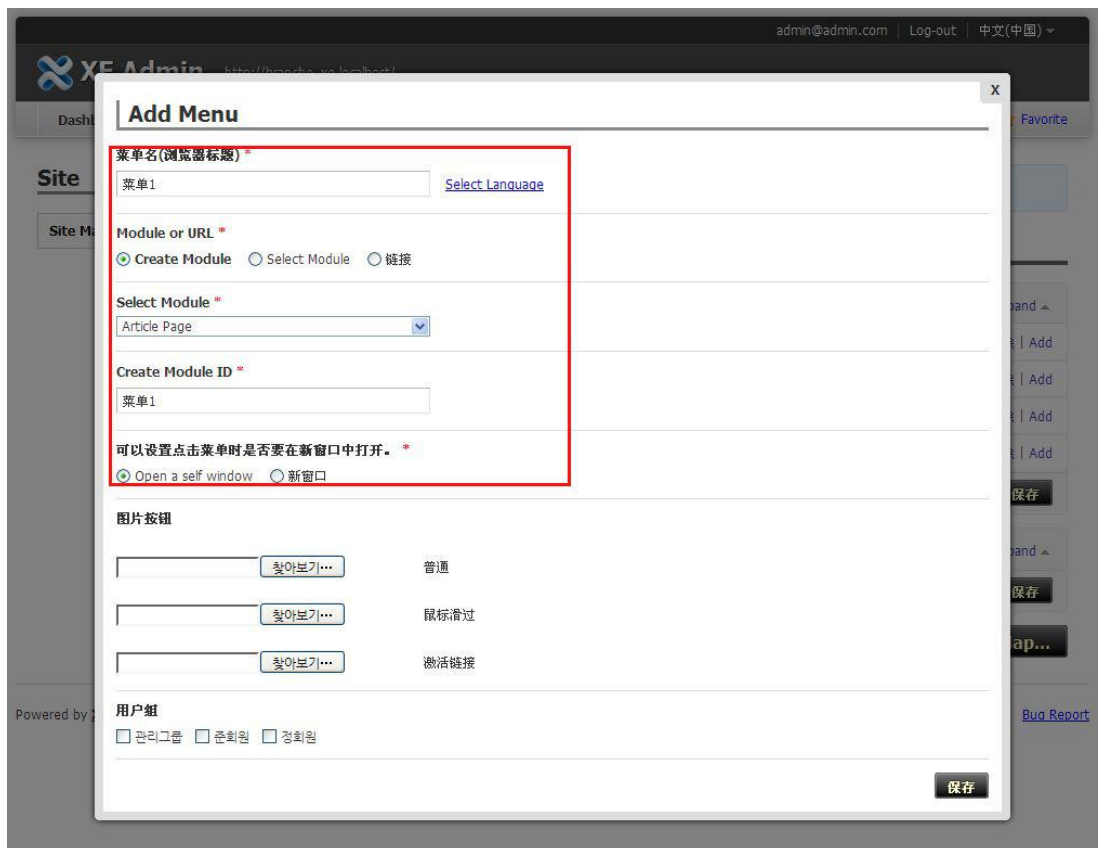 admin@admin.com | Log-out | 中文(中国)
XE Admin
X
Add Menu
Favorite
菜单名(浏览器标题) *
Site
菜单1 Select Language
Module or URL *
Create Module Select Module 链接
Select Module *
Article Page
| Add
Create Module ID *
| Add
菜单1
| Add
可以设置点击菜单时是否要在新窗口中打开。 *
| Add
Open a self window 新窗口
保存
图片按钮
찾아보기... 普通
保存
찾아보기... 鼠标滑过
찾아보기... 激活链接
用户组
Powered by
Bug Report
관리그룹 준회원 정회원
保存